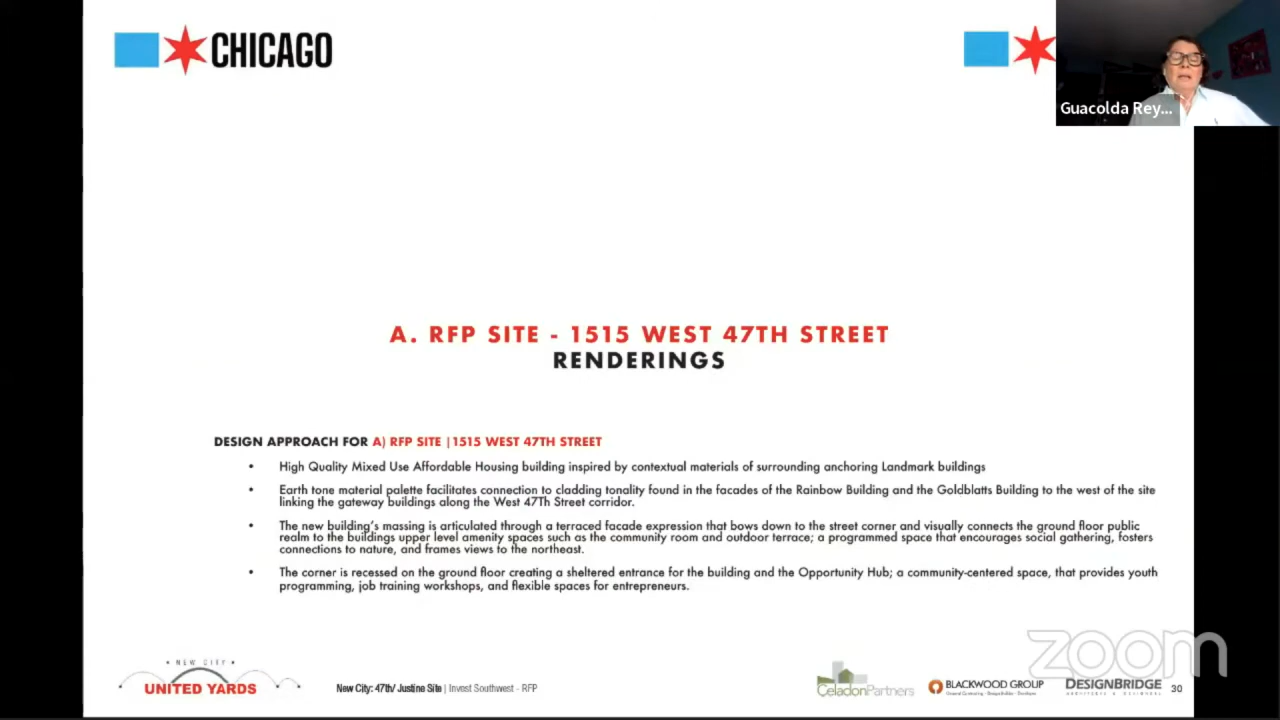 CHICAGO
Guacolda Rey...
A. RFP SITE - 1515 WEST 47TH STREET
RENDERINGS
DESIGN APPROACH FOR A) RFP SITE | 1515 WEST 47TH STREET
• High Quality Mixed Use Affordable Housing building inspired by contextual materials of surrounding anchoring Landmark buildings
• Earth tone material palette facilitates connection to cladding tonality found in the facades of the Rainbow Building and the Goldblatts Building to the west of the site
linking the gateway buildings along the West 47Th Street corridor.
• The new building's massing is articulated through a terraced facade expression that bows down to the street corner and visually connects the ground floor public
realm to the buildings upper level amenity spaces such as the community room and outdoor terrace; a programmed space that encourages social gathering, fosters
connections to nature, and frames views to the northeast.
• The corner is recessed on the ground floor creating a sheltered entrance for the building and the Opportunity Hub; a community-centered space, that provides youth
programming, job training workshops, and flexible spaces for entrepreneurs.
zoom
• NEW CITY •
UNITED YARDS
New City: 47th/ Justine Site | Invest Southwest - RFP
CeladonPartners
BLACKWOOD GROUP
DESIGNBRIDGE
30